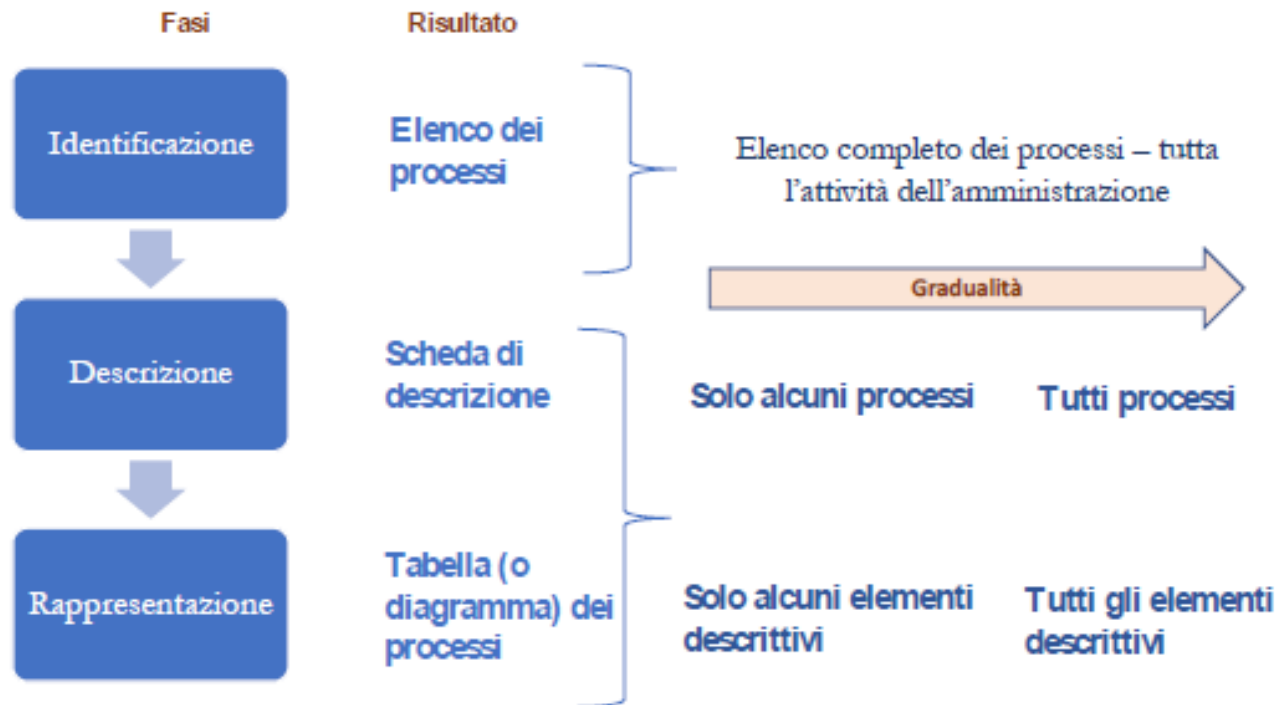 Fasi
Risultato
Identificazione
Elenco dei
processi
Elenco completo dei processi – tutta
l'attività dell'amministrazione
Gradualità
Descrizione
Scheda di
descrizione
Solo alcuni processi
Tutti processi
Rappresentazione
Tabella (o
diagramma) dei
processi
Solo alcuni elementi
descrittivi
Tutti gli elementi
descrittivi